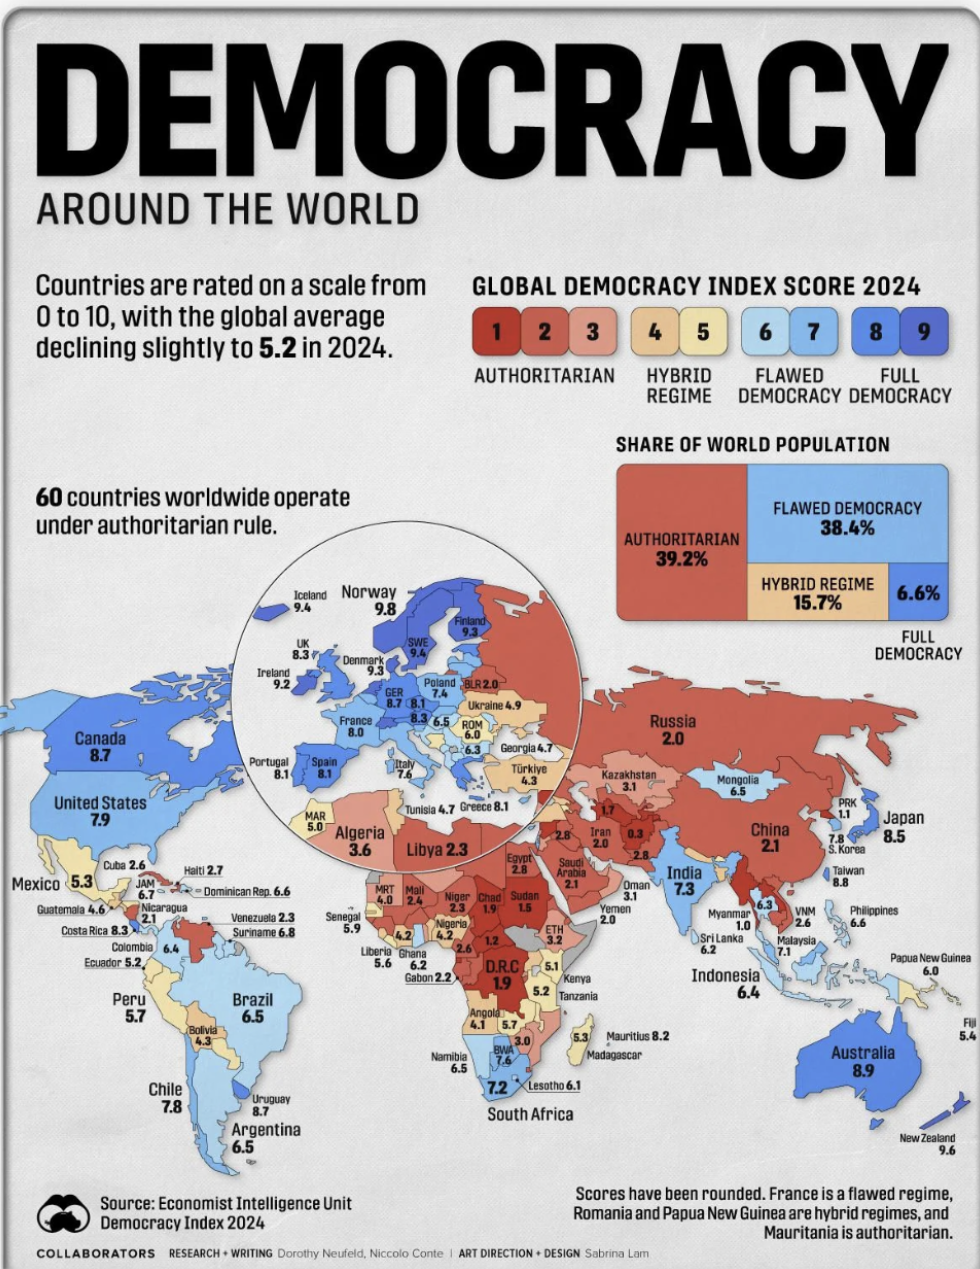 DEMOCRACY
AROUND THE WORLD
Countries are rated on a scale from
0 to 10, with the global average
declining slightly to 5.2 in 2024.
GLOBAL DEMOCRACY INDEX SCORE 2024
1 2 3 4 5 6 7 8 9
AUTHORITARIAN
HYBRID
REGIME
FLAWED
DEMOCRACY
FULL
DEMOCRACY
SHARE OF WORLD POPULATION
AUTHORITARIAN
39.2%
FLAWED DEMOCRACY
38.4%
HYBRID REGIME
15.7%
6.6%
FULL
DEMOCRACY
60 countries worldwide operate
under authoritarian rule.
Iceland
9.4
Norway
9.8
Finland
9.3
SWE
9.4
UK
8.3
Denmark
9.3
Ireland
9.2
GER
8.7
8.1
Poland
7.4
BLR 2.0
Ukraine 4.9
France
8.0
8.3
6.5
ROM
6.0
6.3
Georgia 4.7
Portugal
8.1
Spain
8.1
Italy
7.6
Türkiye
4.3
Tunisia 4.7
Greece 8.1
MAR
5.0
Algeria
3.6
Libya 2.3
Canada
8.7
United States
7.9
Mexico
5.3
Cuba 2.6
Haiti 2.7
JAM
6.7
Dominican Rep. 6.6
Guatemala 4.6
Nicaragua
2.1
Costa Rica 8.3
Venezuela 2.3
Suriname 6.8
Colombia
6.4
Ecuador 5.2
Peru
5.7
Brazil
6.5
Bolivia
4.3
Chile
7.8
Uruguay
8.7
Argentina
6.5
Russia
2.0
Kazakhstan
3.1
Mongolia
6.5
1.7
PRK
1.1
Japan
8.5
7.8
S. Korea
China
2.1
2.8
Iran
2.0
0.3
2.8
Egypt
2.8
Saudi
Arabia
2.1
India
7.3
Taiwan
8.8
Oman
3.1
Yemen
2.0
Myanmar
1.0
6.3
VNM
2.6
Philippines
6.6
Sri Lanka
6.2
Malaysia
7.1
Indonesia
6.4
Papua New Guinea
6.0
Fiji
5.4
MRT
4.0
Mali
2.4
Niger
2.3
Chad
1.9
Sudan
1.5
Senegal
5.9
4.2
Nigeria
4.2
ETH
3.2
Liberia
5.6
Ghana
6.2
2.6
1.2
Gabon 2.2
D.R.C
1.9
5.1
Kenya
5.2
Tanzania
Angola
4.1
5.7
5.3
Madagascar
Mauritius 8.2
3.0
Namibia
6.5
BWA
7.6
7.2
Lesotho 6.1
South Africa
Australia
8.9
New Zealand
9.6
Source: Economist Intelligence Unit
Democracy Index 2024
Scores have been rounded. France is a flawed regime,
Romania and Papua New Guinea are hybrid regimes, and
Mauritania is authoritarian.
COLLABORATORS RESEARCH + WRITING Dorothy Neufeld, Niccolo Conte | ART DIRECTION + DESIGN Sabrina Lam